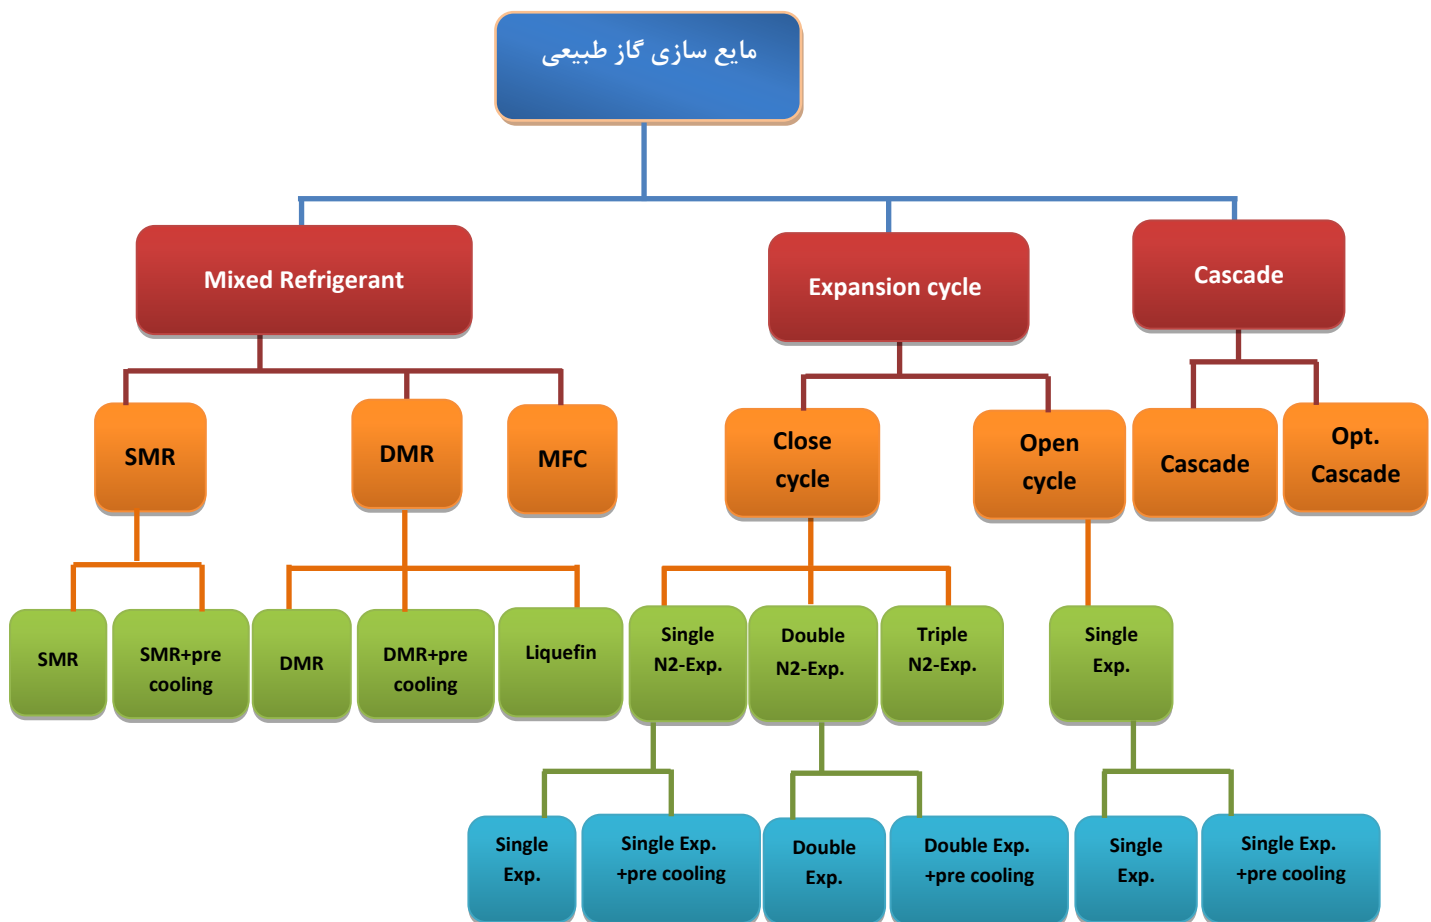 مایع سازی گاز طبیعی
Mixed Refrigerant
Expansion cycle
Cascade
SMR
DMR
MFC
Close
cycle
Open
cycle
Cascade
Opt.
Cascade
SMR
SMR+pre
cooling
DMR
DMR+pre
cooling
Liquefin
Single
N2-Exp.
Double
N2-Exp.
Triple
N2-Exp.
Single
Exp.
Single
Exp.
Single Exp.
+pre cooling
Double
Exp.
Double Exp.
+pre cooling
Single
Exp.
Single Exp.
+pre cooling